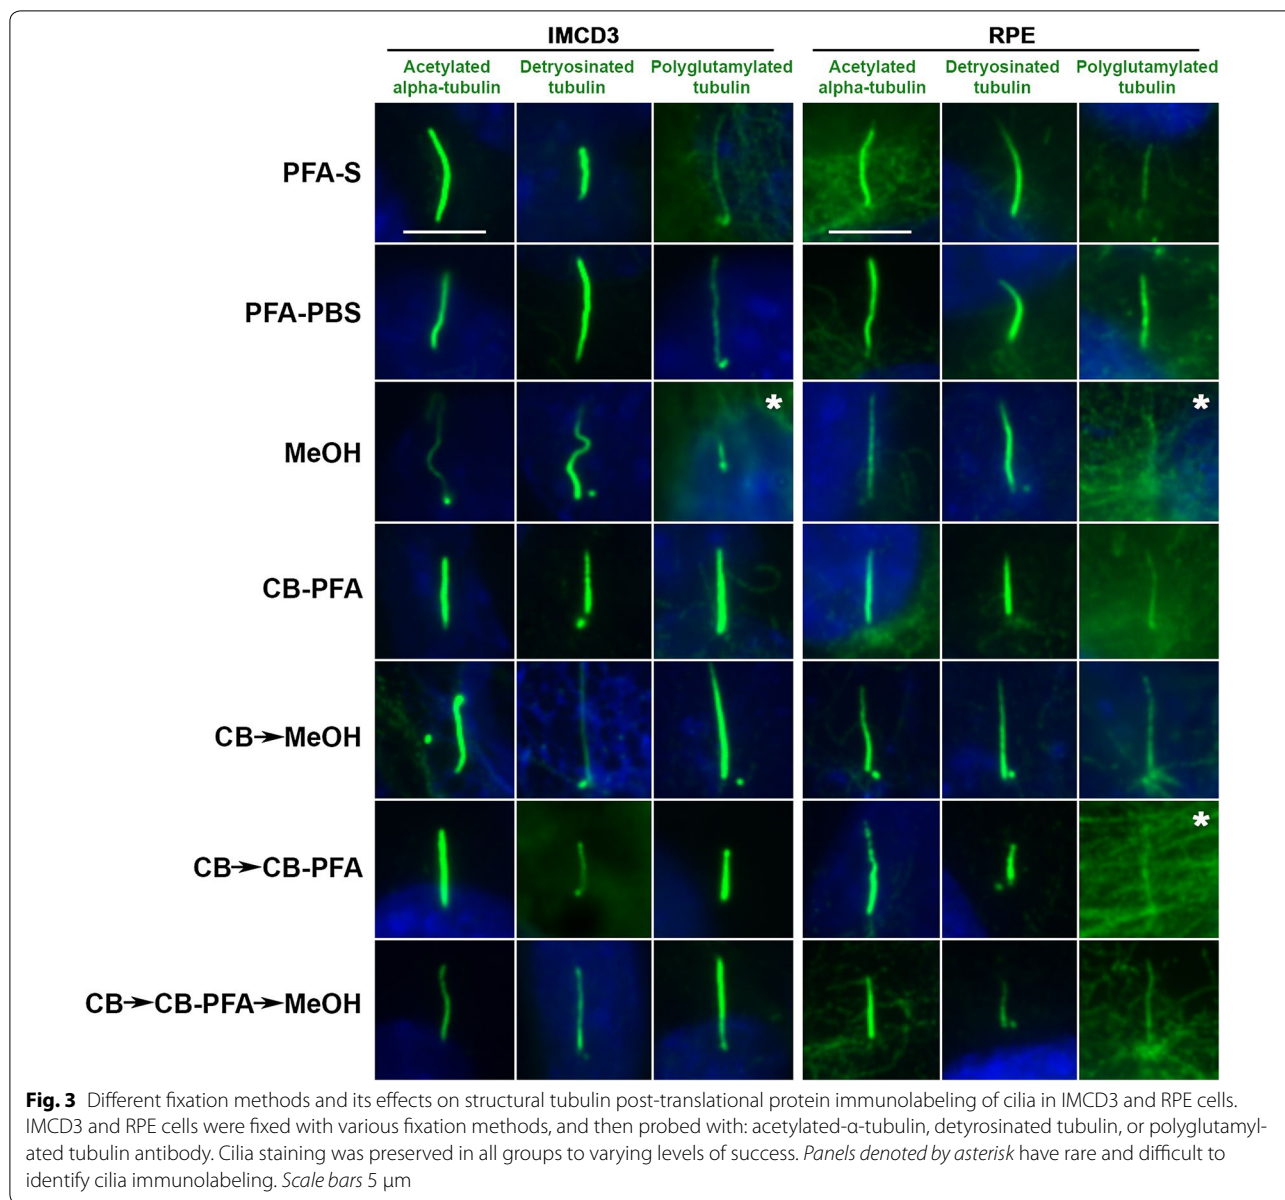 IMCD3 RPE
Acetylated Detryosinated Polyglutamylated Acetylated Detryosinated Polyglutamylated
alpha-tubulin tubulin tubulin alpha-tubulin tubulin tubulin
PFA-S
PFA-PBS
MeOH * *
CB-PFA
CB→MeOH
CB→CB-PFA *
CB→CB-PFA→MeOH
Fig. 3 Different fixation methods and its effects on structural tubulin post-translational protein immunolabeling of cilia in IMCD3 and RPE cells.
IMCD3 and RPE cells were fixed with various fixation methods, and then probed with: acetylated-α-tubulin, detyrosinated tubulin, or polyglutamyl-
ated tubulin antibody. Cilia staining was preserved in all groups to varying levels of success. Panels denoted by asterisk have rare and difficult to
identify cilia immunolabeling. Scale bars 5 μm